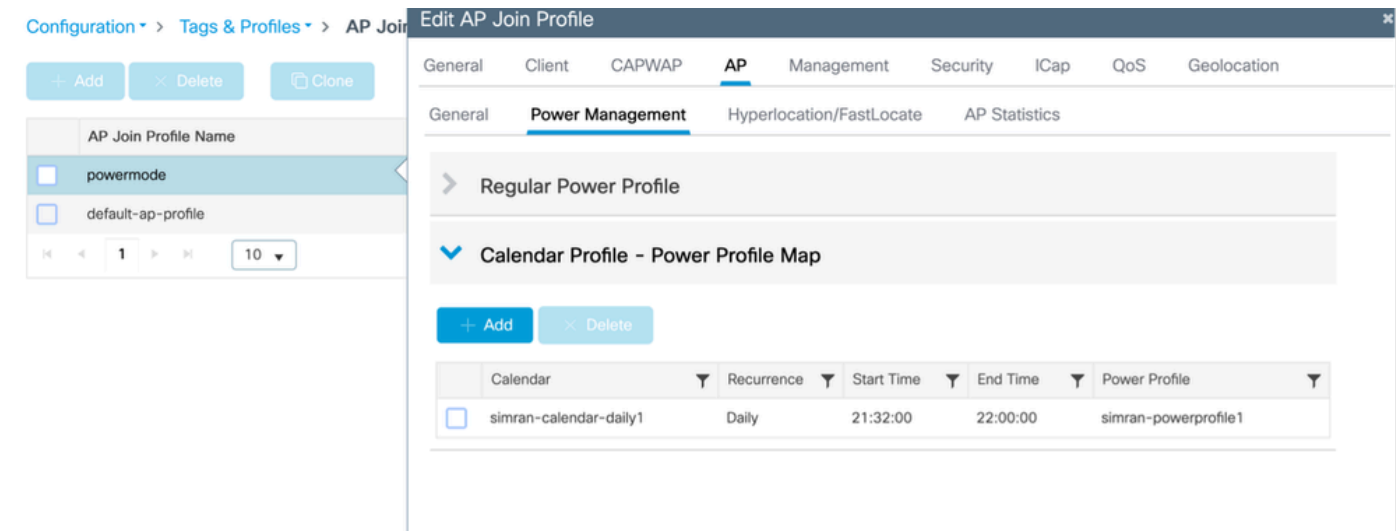 Configuration > Tags & Profiles > AP Join
Edit AP Join Profile
+ Add
× Delete
Clone
AP Join Profile Name
powermode
default-ap-profile
1
10
General Client CAPWAP AP Management Security ICap QoS Geolocation
General Power Management Hyperlocation/FastLocate AP Statistics
Regular Power Profile
Calendar Profile - Power Profile Map
+ Add
× Delete
Calendar Recurrence Start Time End Time Power Profile
simran-calendar-daily1 Daily 21:32:00 22:00:00 simran-powerprofile1